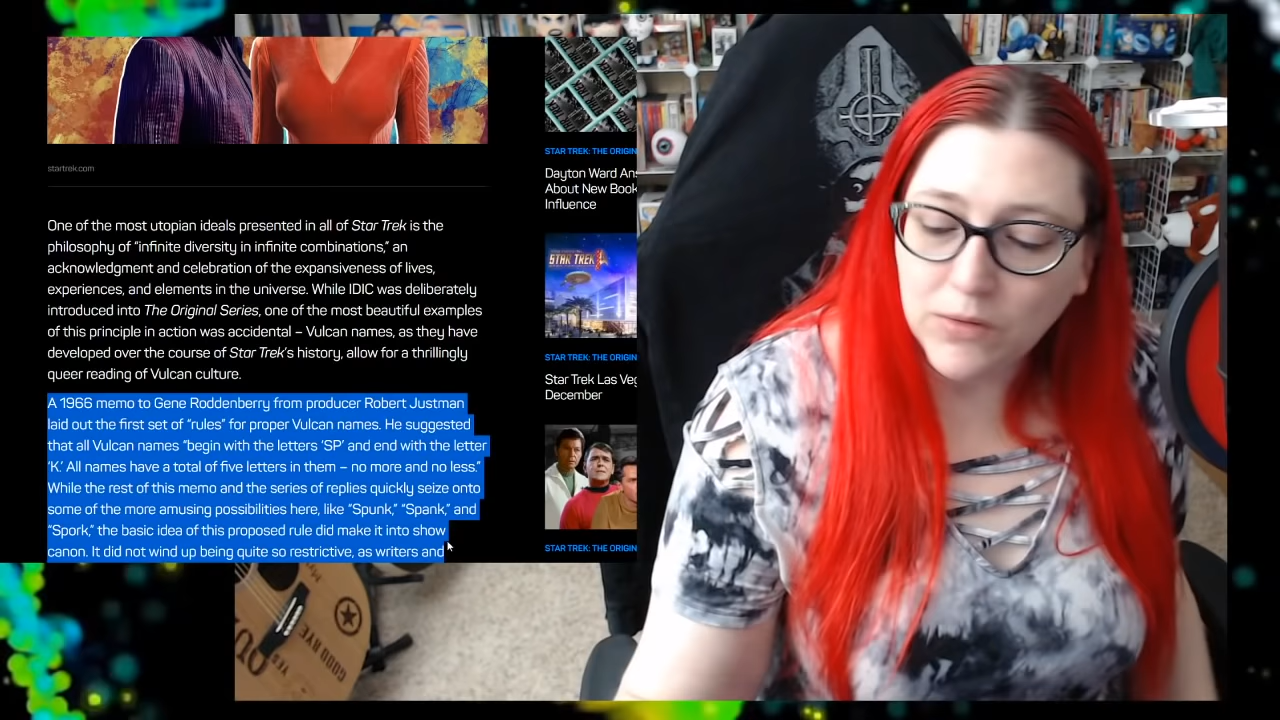 startrek.com
One of the most utopian ideals presented in all of Star Trek is the
philosophy of “infinite diversity in infinite combinations,” an
acknowledgment and celebration of the expansiveness of lives,
experiences, and elements in the universe. While IDIC was deliberately
introduced into The Original Series, one of the most beautiful examples
of this principle in action was accidental – Vulcan names, as they have
developed over the course of Star Trek’s history, allow for a thrillingly
queer reading of Vulcan culture.
A 1966 memo to Gene Roddenberry from producer Robert Justman
laid out the first set of “rules” for proper Vulcan names. He suggested
that all Vulcan names “begin with the letters ‘SP’ and end with the letter
‘K.’ All names have a total of five letters in them – no more and no less.”
While the rest of this memo and the series of replies quickly seize onto
some of the more amusing possibilities here, like “Spunk,” “Spank,” and
“Spork,” the basic idea of this proposed rule did make it into show
canon. It did not wind up being quite so restrictive, as writers and
STAR TREK: THE ORIGIN
Dayton Ward Ans
About New Book
Influence
STAR TREK
STAR TREK: THE ORIGIN
Star Trek Las Veg
December
STAR TREK: THE ORIGIN
GOOD BYE
YES